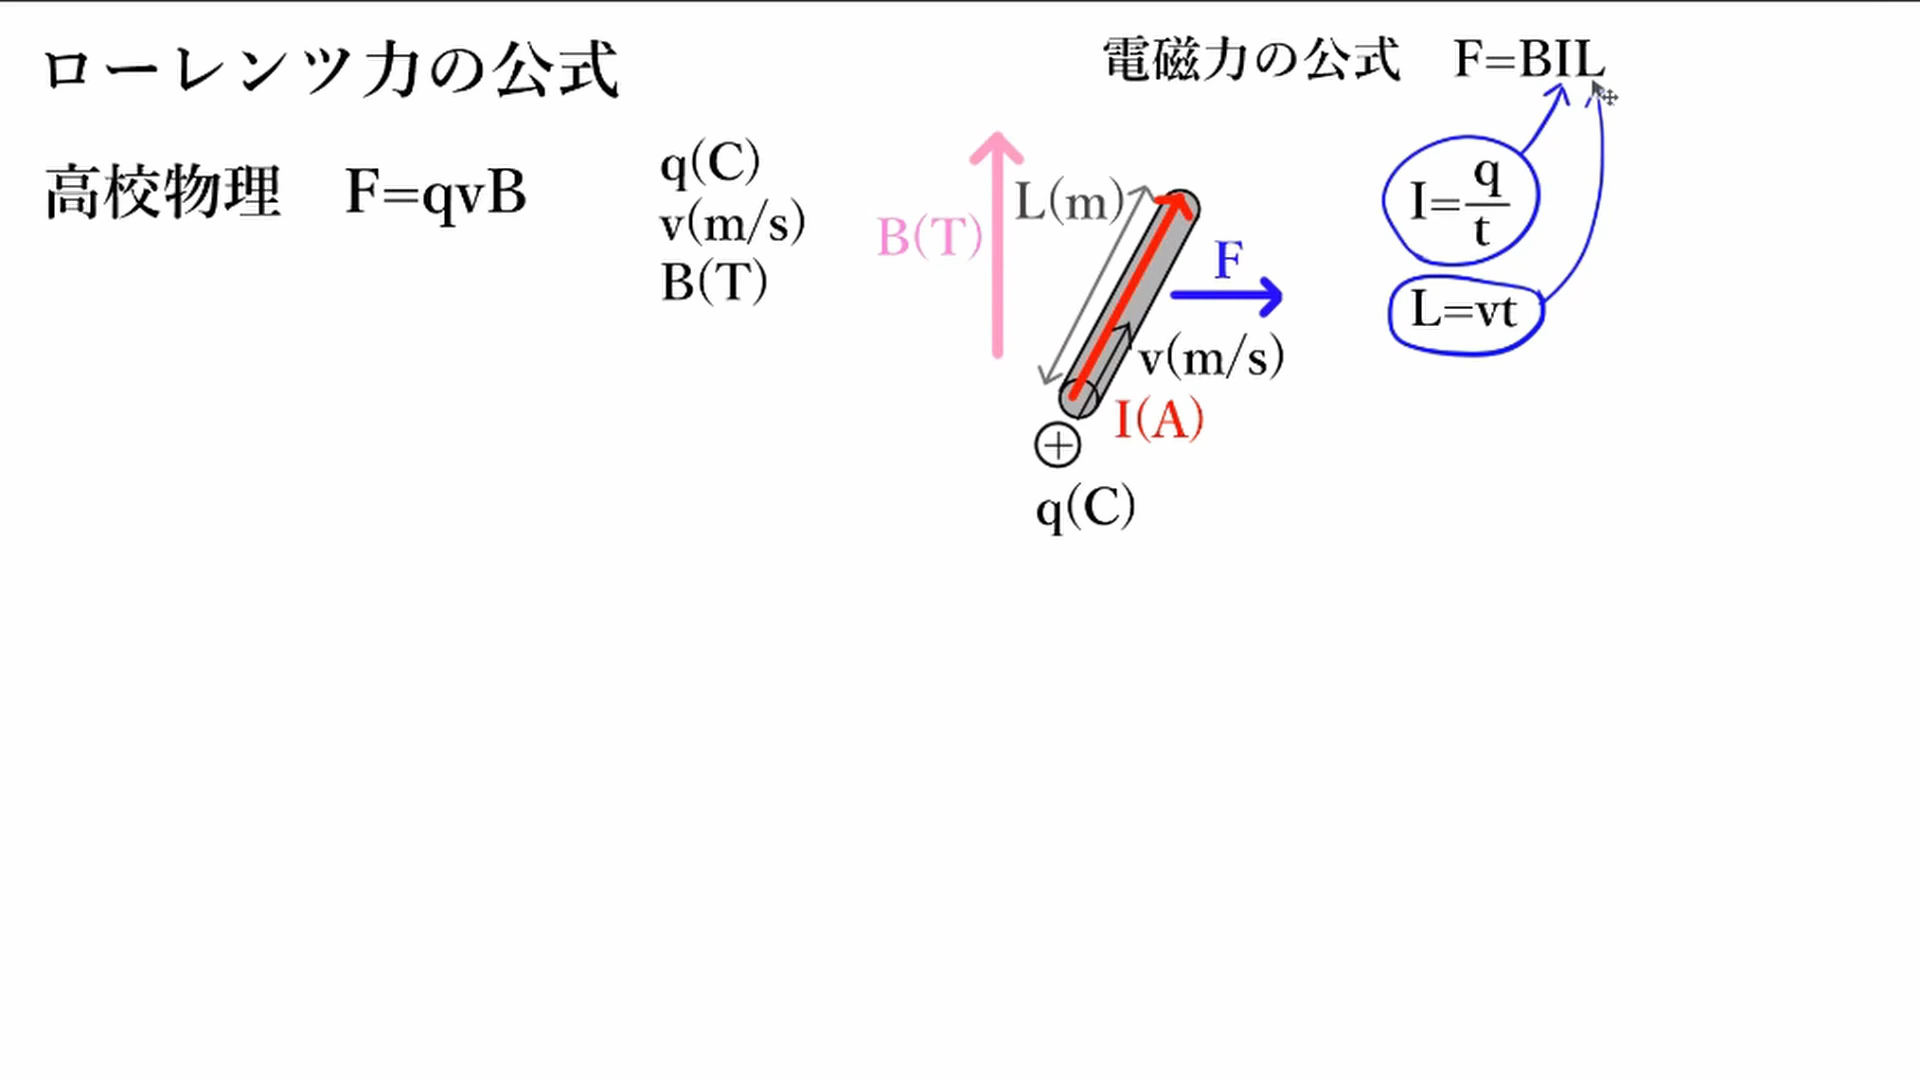 ローレンツ力の公式
電磁力の公式 F=BIL
高校物理 F=qvB
q(C)
v(m/s)
B(T)
B(T)
L(m)
F
v(m/s)
I(A)
+
q(C)
I=q/t
L=vt